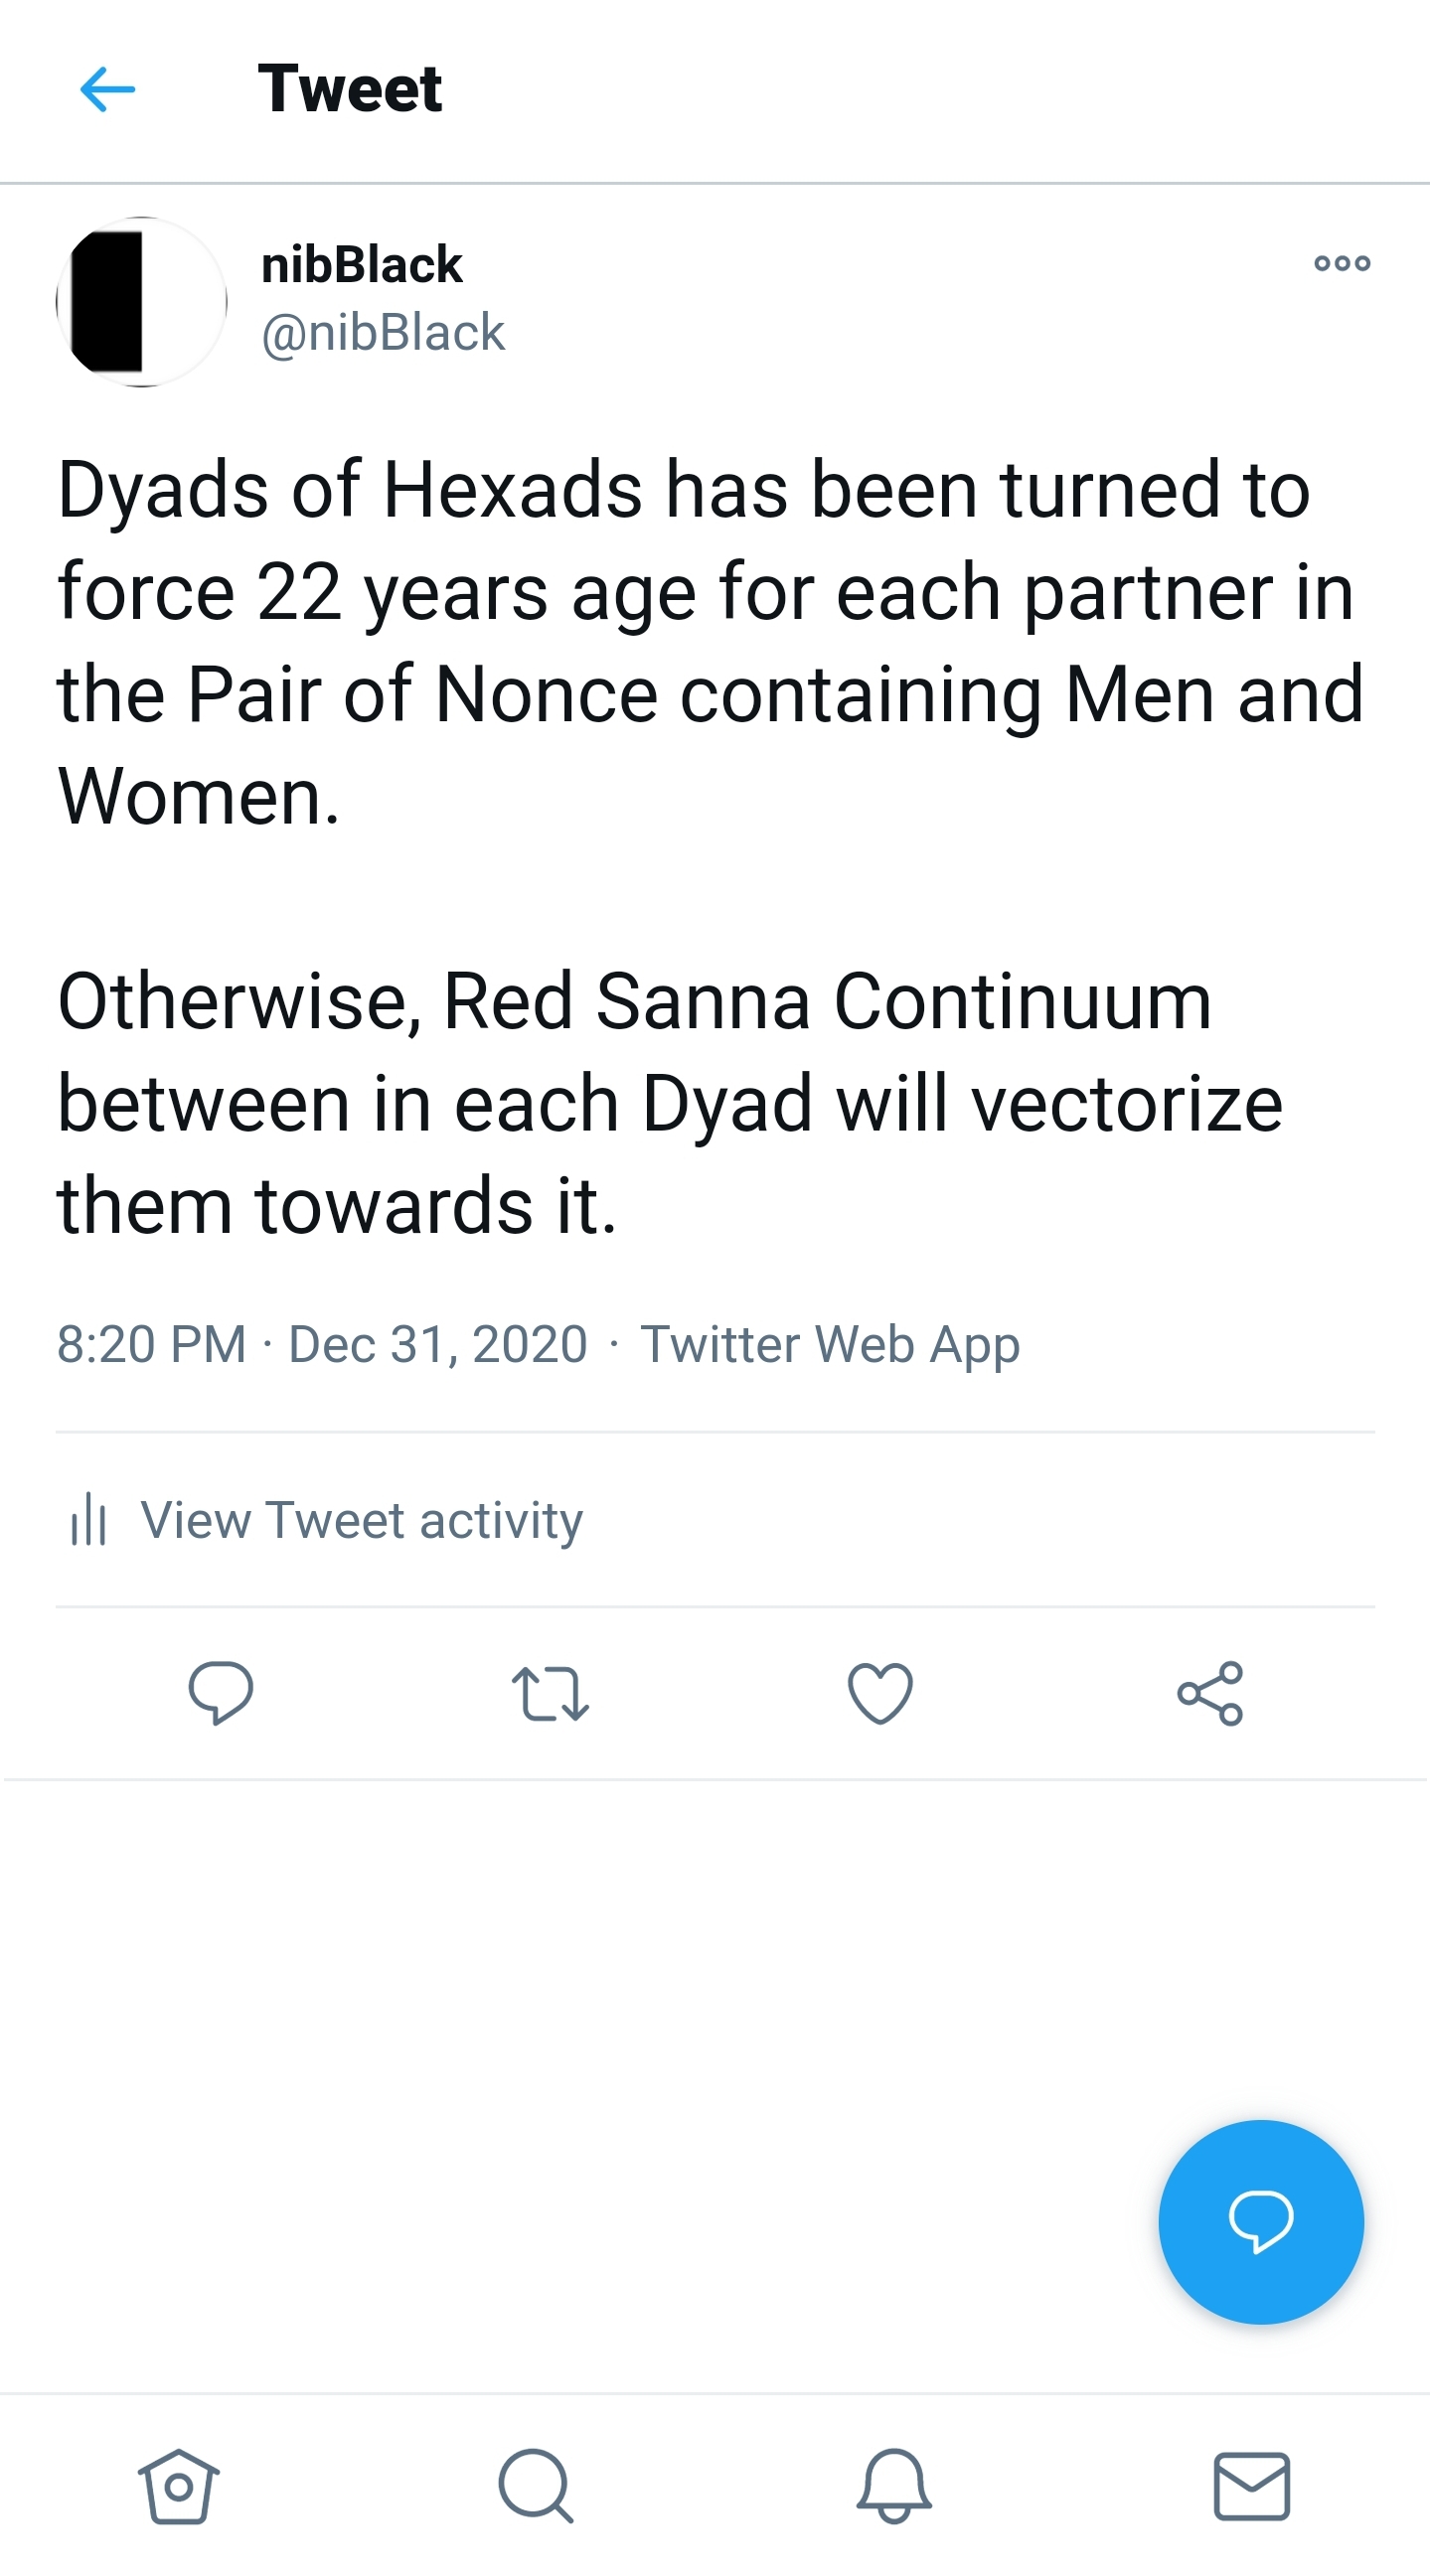 Tweet
nibBlack
@nibBlack
Dyads of Hexads has been turned to
force 22 years age for each partner in
the Pair of Nonce containing Men and
Women.
Otherwise, Red Sanna Continuum
between in each Dyad will vectorize
them towards it.
8:20 PM · Dec 31, 2020 · Twitter Web App
View Tweet activity